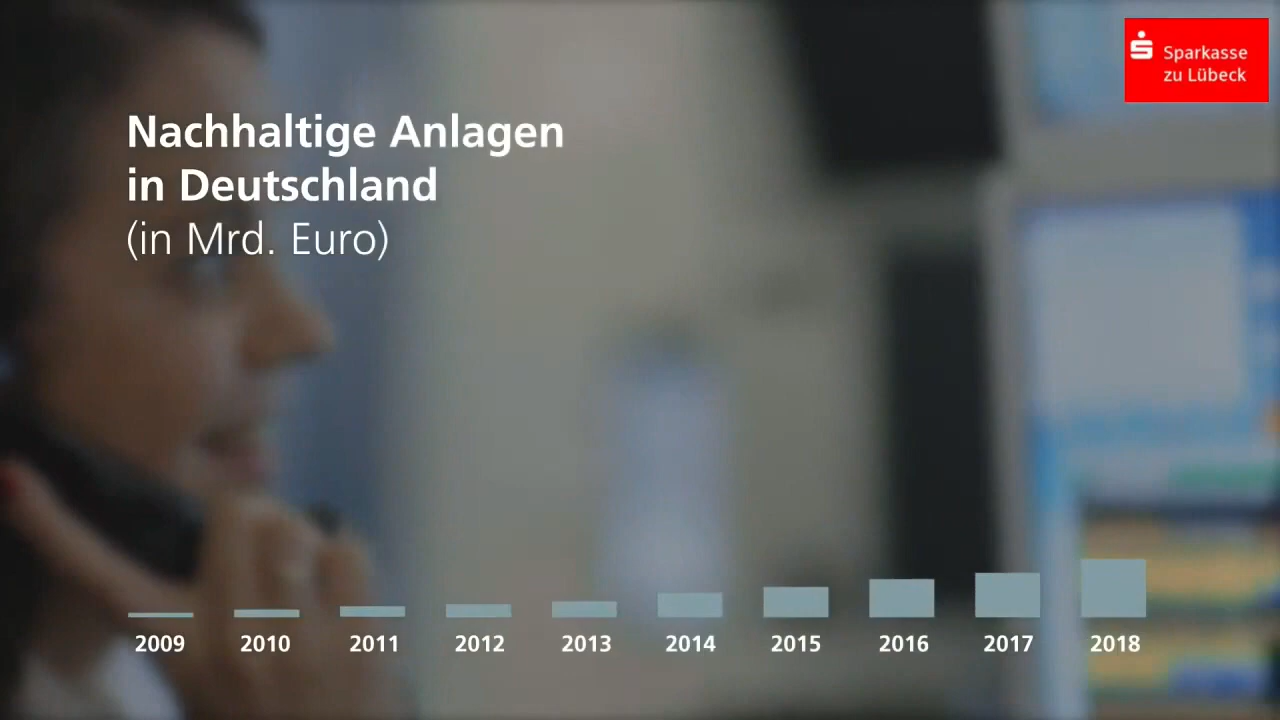 Sparkasse
zu Lübeck
Nachhaltige Anlagen
in Deutschland
(in Mrd. Euro)
2009 2010 2011 2012 2013 2014 2015 2016 2017 2018